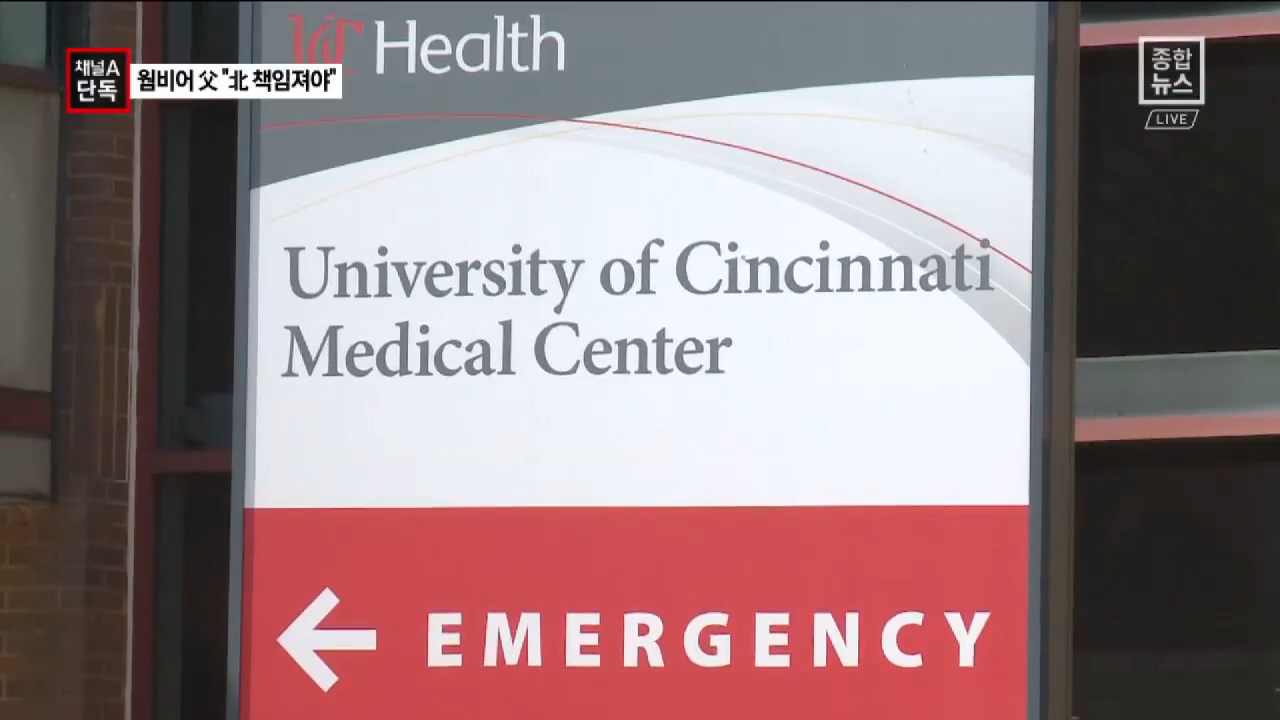 채널A
단독
웜비어 父 "北 책임져야"
종합
뉴스
LIVE
UC Health
University of Cincinnati
Medical Center
EMERGENCY